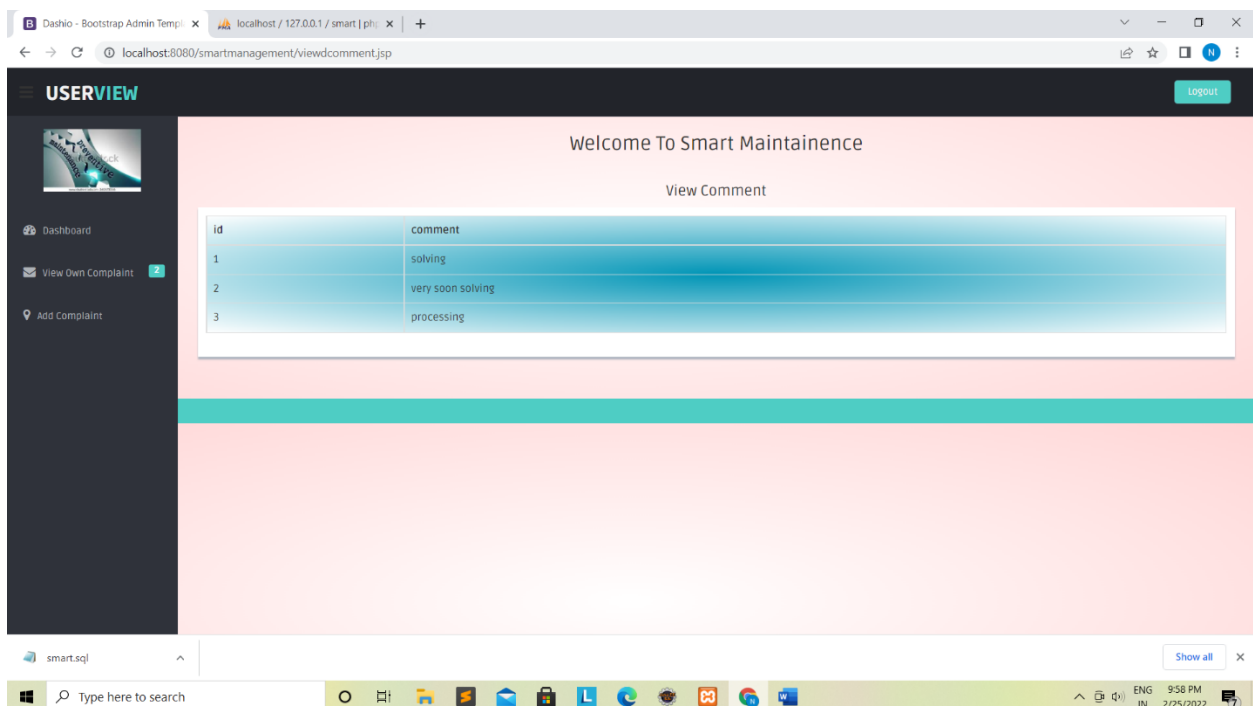 Dashio - Bootstrap Admin Templ
localhost / 127.0.0.1 / smart | php
localhost:8080/smartmanagement/viewdcomment.jsp
N
USERVIEW
Logout
preventive
maintenance
Welcome To Smart Maintainence
View Comment
Dashboard
View Own Complaint 2
Add Complaint
id comment
1 solving
2 very soon solving
3 processing
smart.sql
Show all
Type here to search
ENG
IN
9:58 PM
2/25/2022